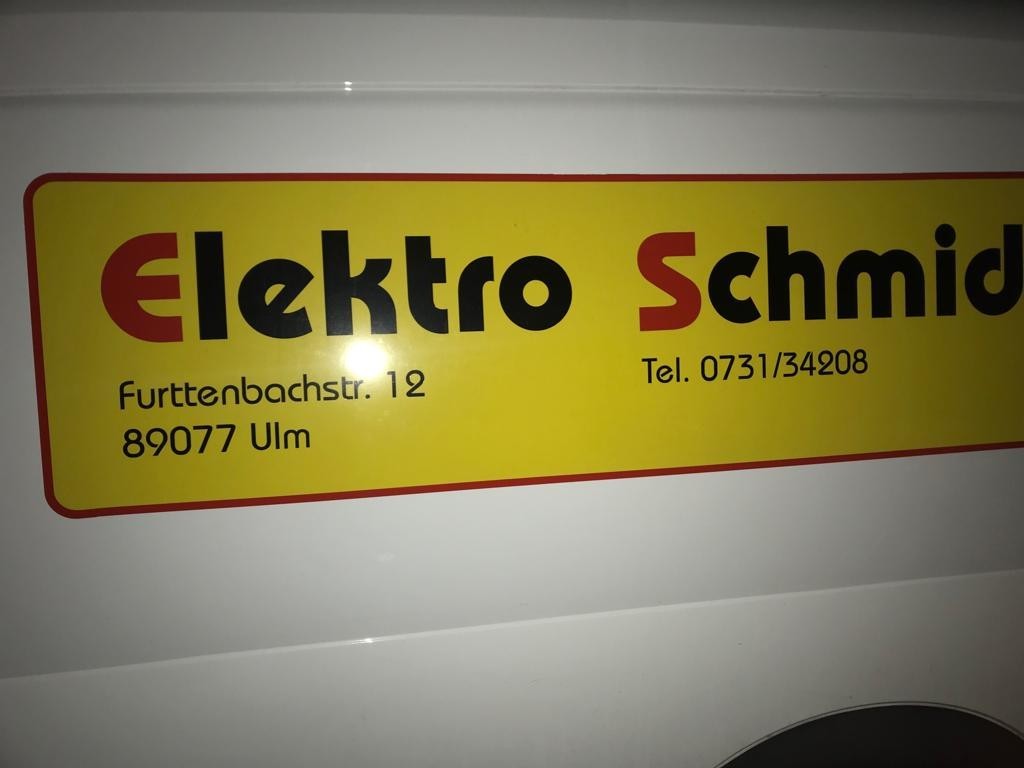 Elektro Schmid
Furttenbachstr. 12
Tel. 0731/34208
89077 Ulm